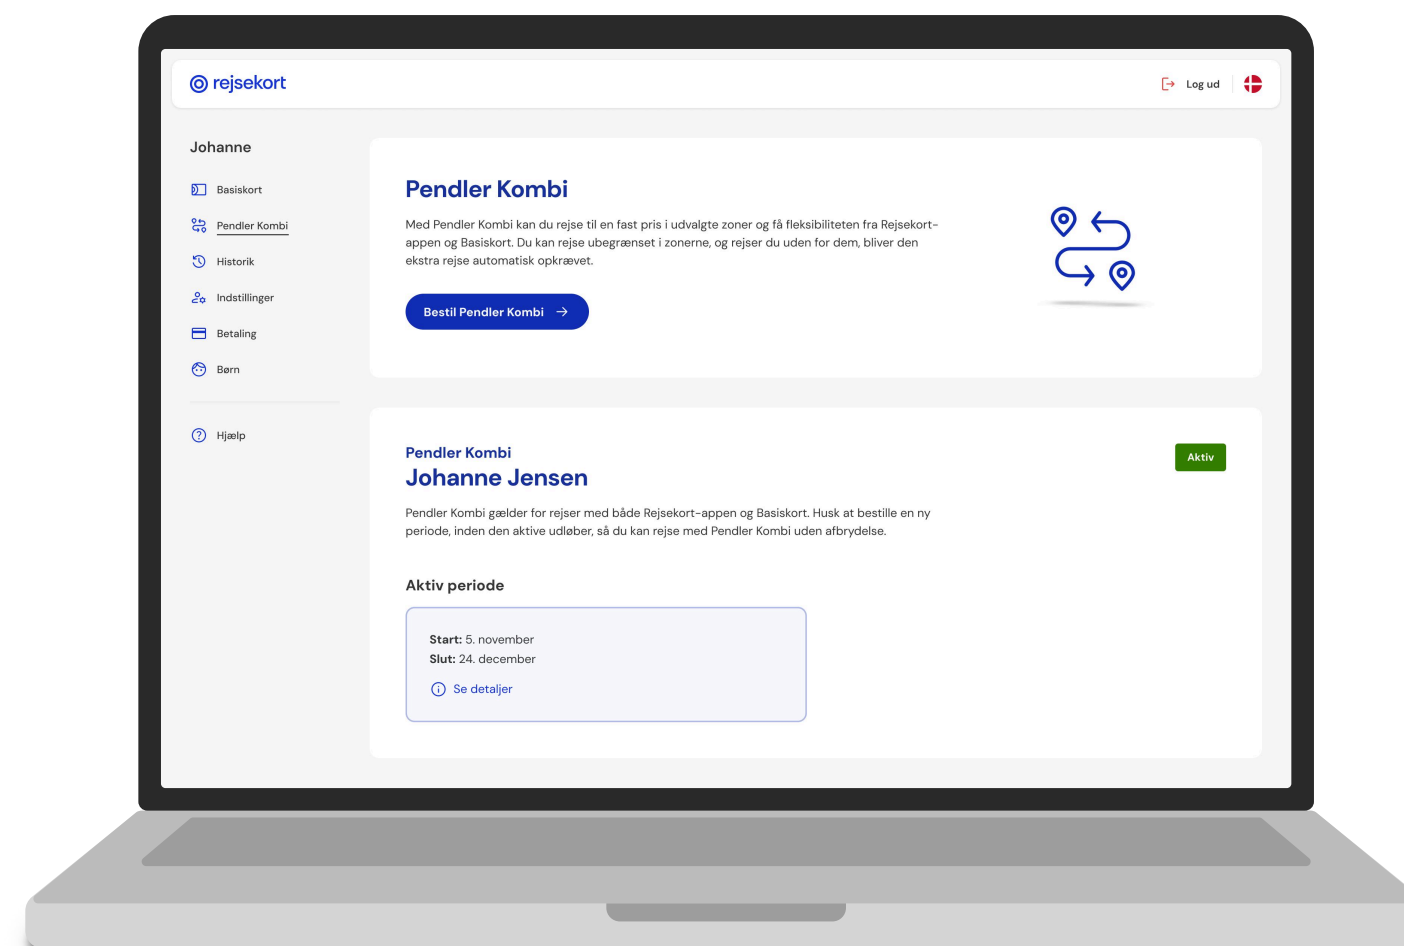 rejsekort
Log ud
Johanne
Basiskort
Pendler Kombi
Historik
Indstillinger
Betaling
Børn
Hjælp
Pendler Kombi
Med Pendler Kombi kan du rejse til en fast pris i udvalgte zoner og få fleksibiliteten fra Rejsekort-
appen og Basiskort. Du kan rejse ubegrænset i zonerne, og rejser du uden for dem, bliver den
ekstra rejse automatisk opkrævet.
Bestil Pendler Kombi
Pendler Kombi
Johanne Jensen
Aktiv
Pendler Kombi gælder for rejser med både Rejsekort-appen og Basiskort. Husk at bestille en ny
periode, inden den aktive udløber, så du kan rejse med Pendler Kombi uden afbrydelse.
Aktiv periode
Start: 5. november
Slut: 24. december
Se detaljer